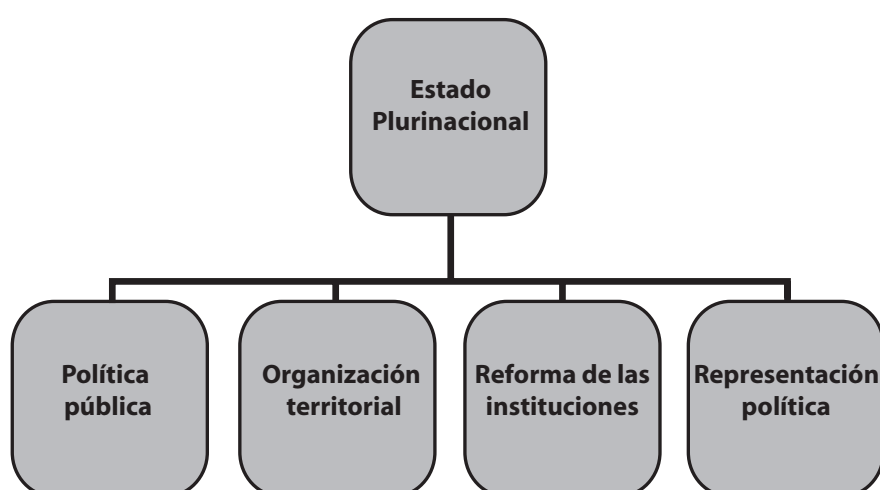 Estado
Plurinacional
Política
pública
Organización
territorial
Reforma de las
instituciones
Representación
política